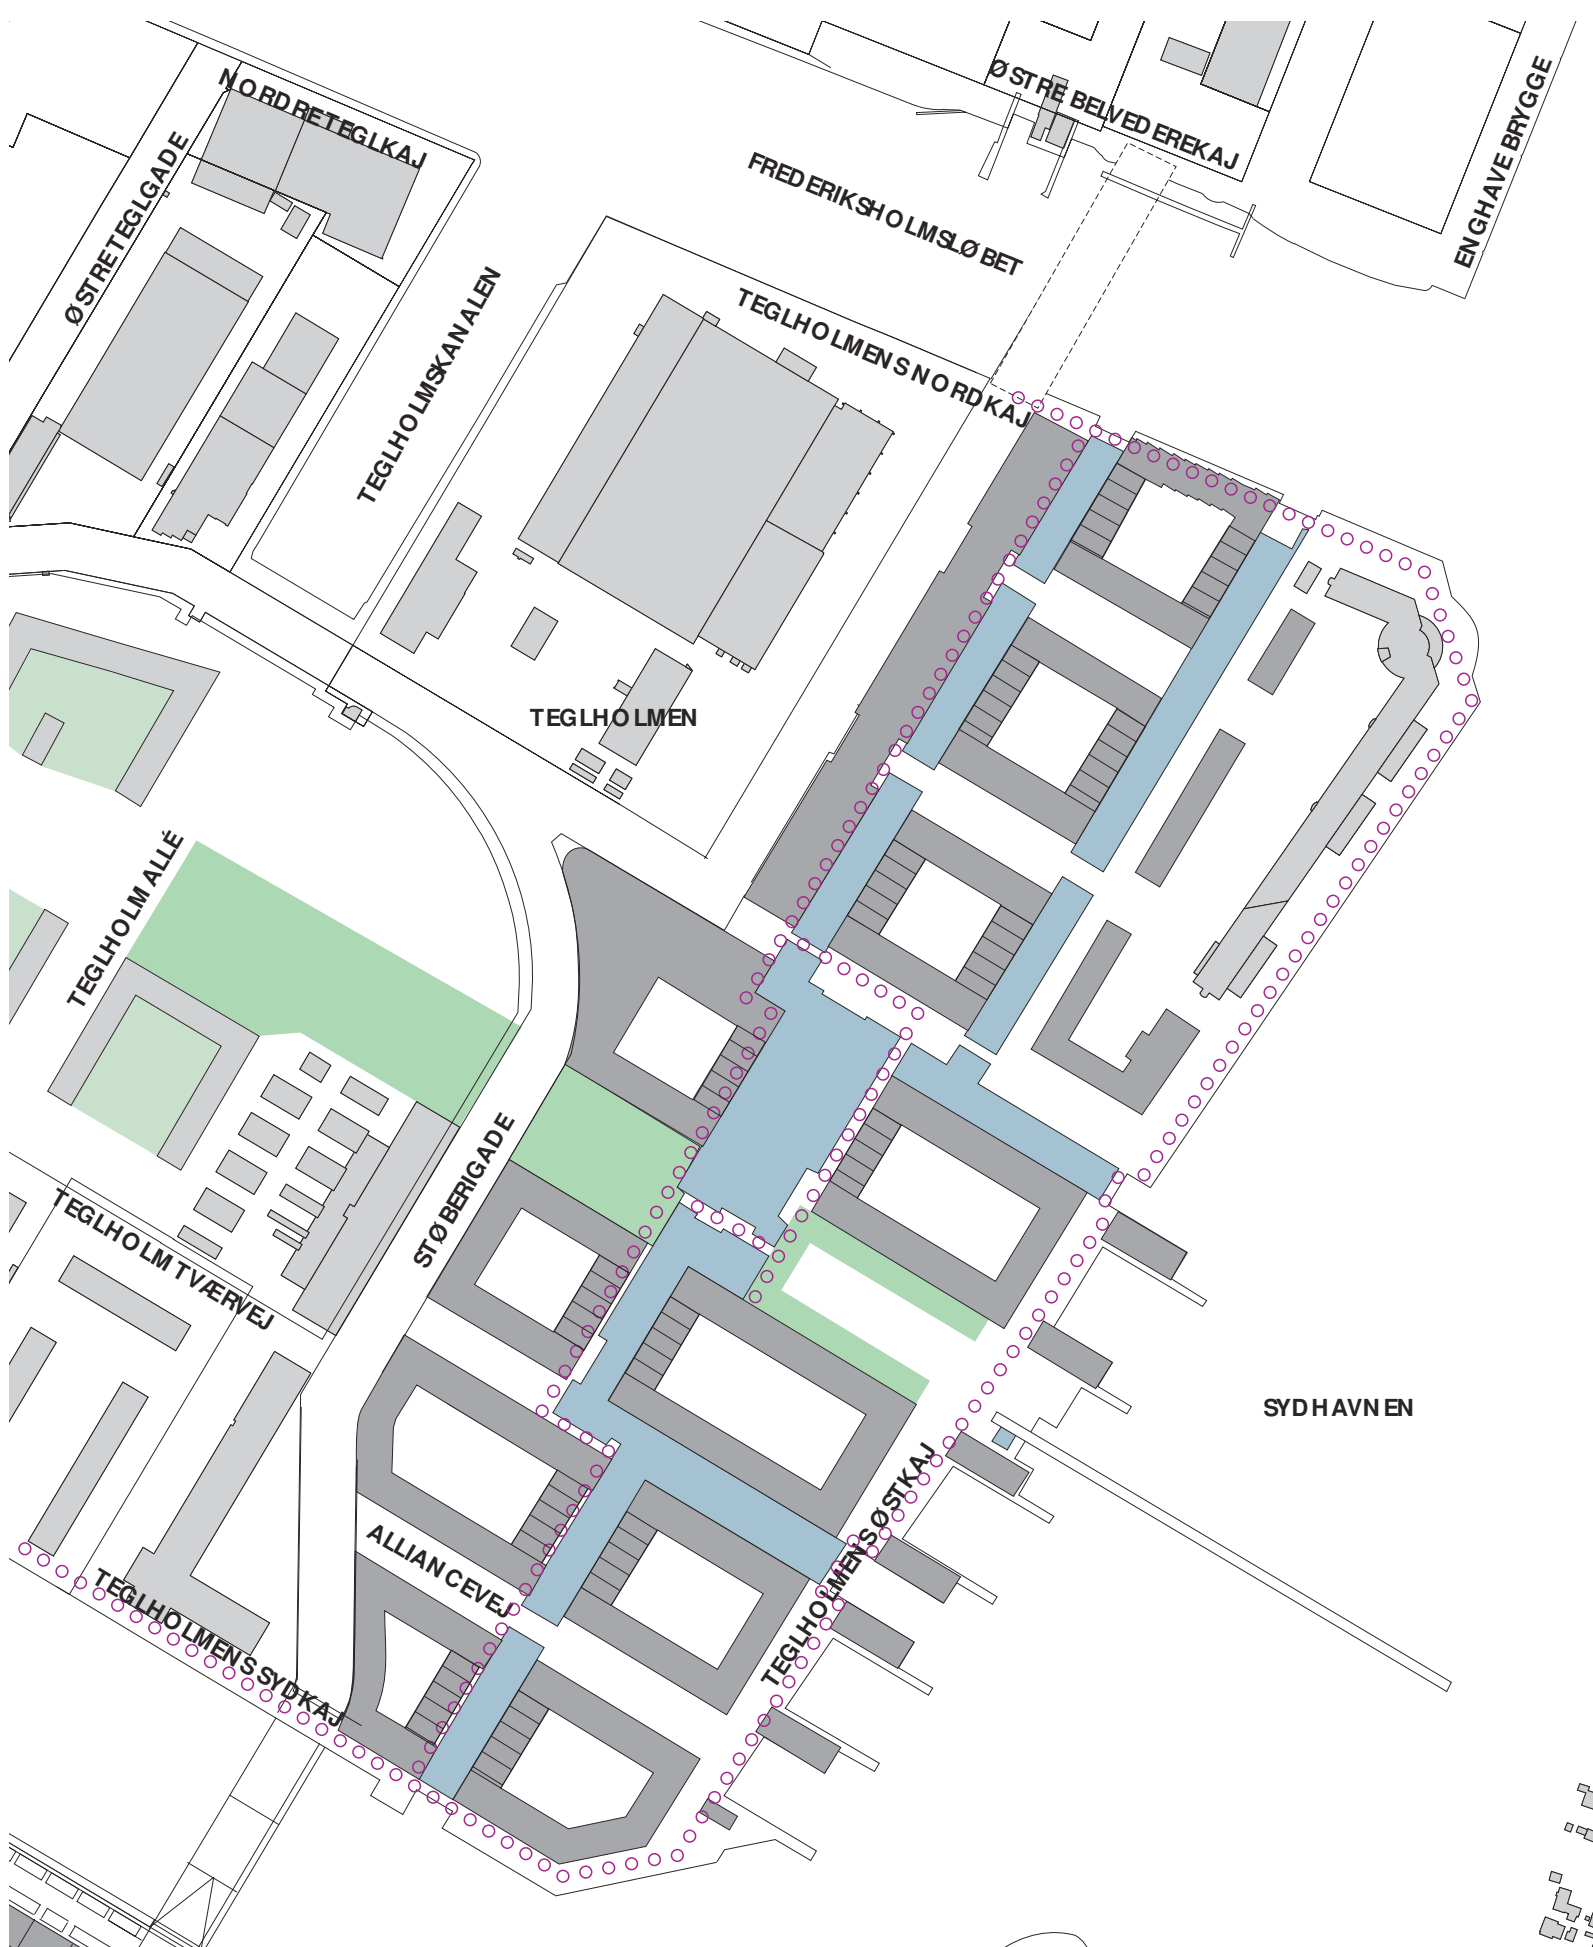 NORDRE TEGLKAJ
ØSTRE TEGLGADE
ØSTRE BELVEDEREKAJ
ENGHAVE BRYGGE
FREDERIKSHOLMSLØBET
TEGLHOLMSKANALEN
TEGLHOLMENS NORDKAJ
TEGLHOLMEN
TEGLHOLM ALLÉ
STØBERIGADE
TEGLHOLM TVÆRVEJ
SYDHAVNEN
TEGLHOLMENS ØSTKAJ
ALLIANCEVEJ
TEGLHOLMENS SYDKAJ